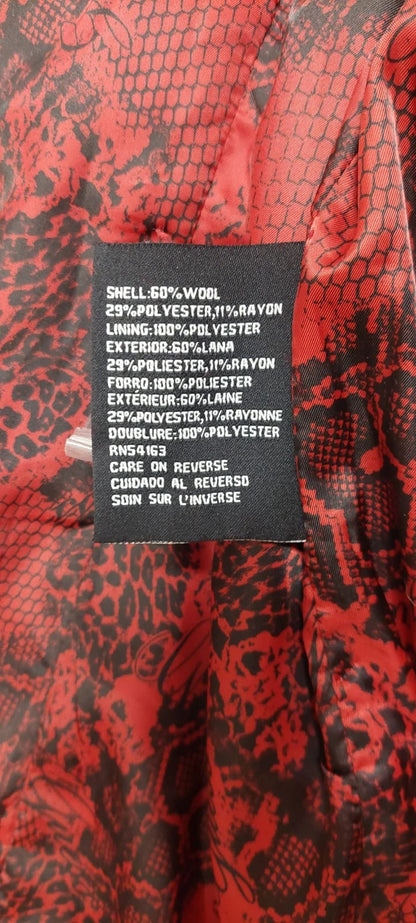 SHELL:60%WOOL
29%POLYESTER,11%RAYON
LINING:100%POLYESTER
EXTERIOR:60%LANA
29%POLIESTER,11%RAYON
FORRO:100%POLIESTER
EXTÉRIEUR:60%LAINE
29%POLYESTER,11%RAYONNE
DOUBLURE:100%POLYESTER
RN54163
CARE ON REVERSE
CUIDADO AL REVERSO
SOIN SUR L'INVERSE